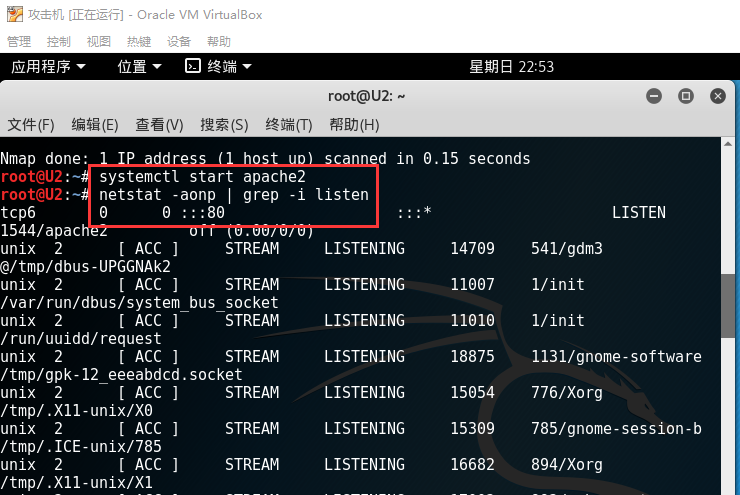 攻击机 [正在运行] - Oracle VM VirtualBox
管理 控制 视图 热键 设备 帮助
应用程序 位置 终端 星期日 22:53
root@U2: ~
文件(F) 编辑(E) 查看(V) 搜索(S) 终端(T) 帮助(H)
Nmap done: 1 IP address (1 host up) scanned in 0.15 seconds
root@U2:~# systemctl start apache2
root@U2:~# netstat -aonp | grep -i listen
tcp6 0 0 :::80 :::* LISTEN
1544/apache2 off (0.00/0/0)
unix 2 [ ACC ] STREAM LISTENING 14709 541/gdm3
@/tmp/dbus-UPGGNAk2
unix 2 [ ACC ] STREAM LISTENING 11007 1/init
/var/run/dbus/system_bus_socket
unix 2 [ ACC ] STREAM LISTENING 11010 1/init
/run/uuidd/request
unix 2 [ ACC ] STREAM LISTENING 18875 1131/gnome-software
/tmp/gpk-12_eeeabdcd.socket
unix 2 [ ACC ] STREAM LISTENING 15054 776/Xorg
/tmp/.X11-unix/X0
unix 2 [ ACC ] STREAM LISTENING 15309 785/gnome-session-b
/tmp/.ICE-unix/785
unix 2 [ ACC ] STREAM LISTENING 16682 894/Xorg
/tmp/.X11-unix/X1